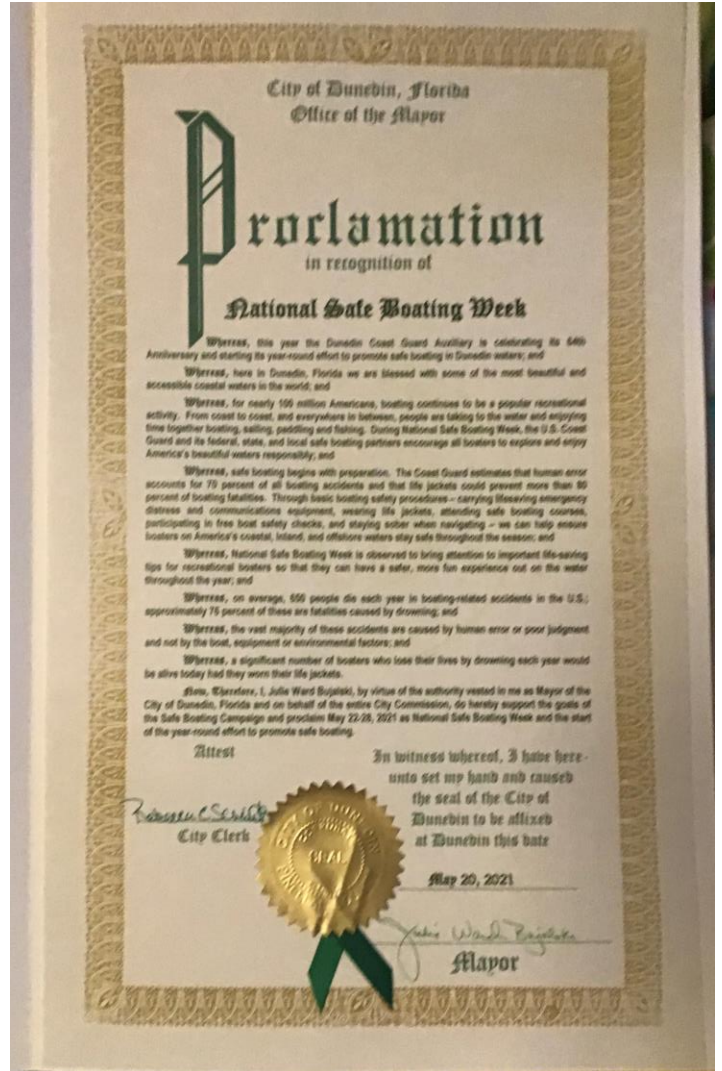 City of Dunedin, Florida
Office of the Mayor
Proclamation
in recognition of
National Safe Boating Week
Whereas, this year the Dunedin Coast Guard Auxiliary is celebrating its 64th
Anniversary and starting its year-round effort to promote safe boating in Dunedin waters; and
Whereas, here in Dunedin, Florida we are blessed with some of the most beautiful and
accessible coastal waters in the world; and
Whereas, for nearly 100 million Americans, boating continues to be a popular recreational
activity. From coast to coast, and everywhere in between, people are taking to the water and enjoying
time together boating, sailing, paddling and fishing. During National Safe Boating Week, the U.S. Coast
Guard and its federal, state, and local safe boating partners encourage all boaters to explore and enjoy
America's beautiful waters responsibly; and
Whereas, safe boating begins with preparation. The Coast Guard estimates that human error
accounts for 70 percent of all boating accidents and that life jackets could prevent more than 80
percent of boating fatalities. Through basic boating safety procedures – carrying lifesaving emergency
distress and communications equipment, wearing life jackets, attending safe boating courses,
participating in free boat safety checks, and staying sober when navigating – we can help ensure
boaters on America's coastal, inland, and offshore waters stay safe throughout the season; and
Whereas, National Safe Boating Week is observed to bring attention to important life-saving
tips for recreational boaters so that they can have a safer, more fun experience out on the water
throughout the year; and
Whereas, on average, 650 people die each year in boating-related accidents in the U.S.;
approximately 75 percent of these are fatalities caused by drowning; and
Whereas, the vast majority of these accidents are caused by human error or poor judgment
and not by the boat, equipment or environmental factors; and
Whereas, a significant number of boaters who lose their lives by drowning each year would
be alive today had they worn their life jackets.
Now, Therefore, I, Julie Ward Bujalski, by virtue of the authority vested in me as Mayor of the
City of Dunedin, Florida and on behalf of the entire City Commission, do hereby support the goals of
the Safe Boating Campaign and proclaim May 22-28, 2021 as National Safe Boating Week and the start
of the year-round effort to promote safe boating.
Attest
City Clerk
In witness whereof, I have here-
unto set my hand and caused
the seal of the City of
Dunedin to be affixed
at Dunedin this date
May 20, 2021
Julie Ward Bujalski
Mayor
CITY OF DUNEDIN
SEAL